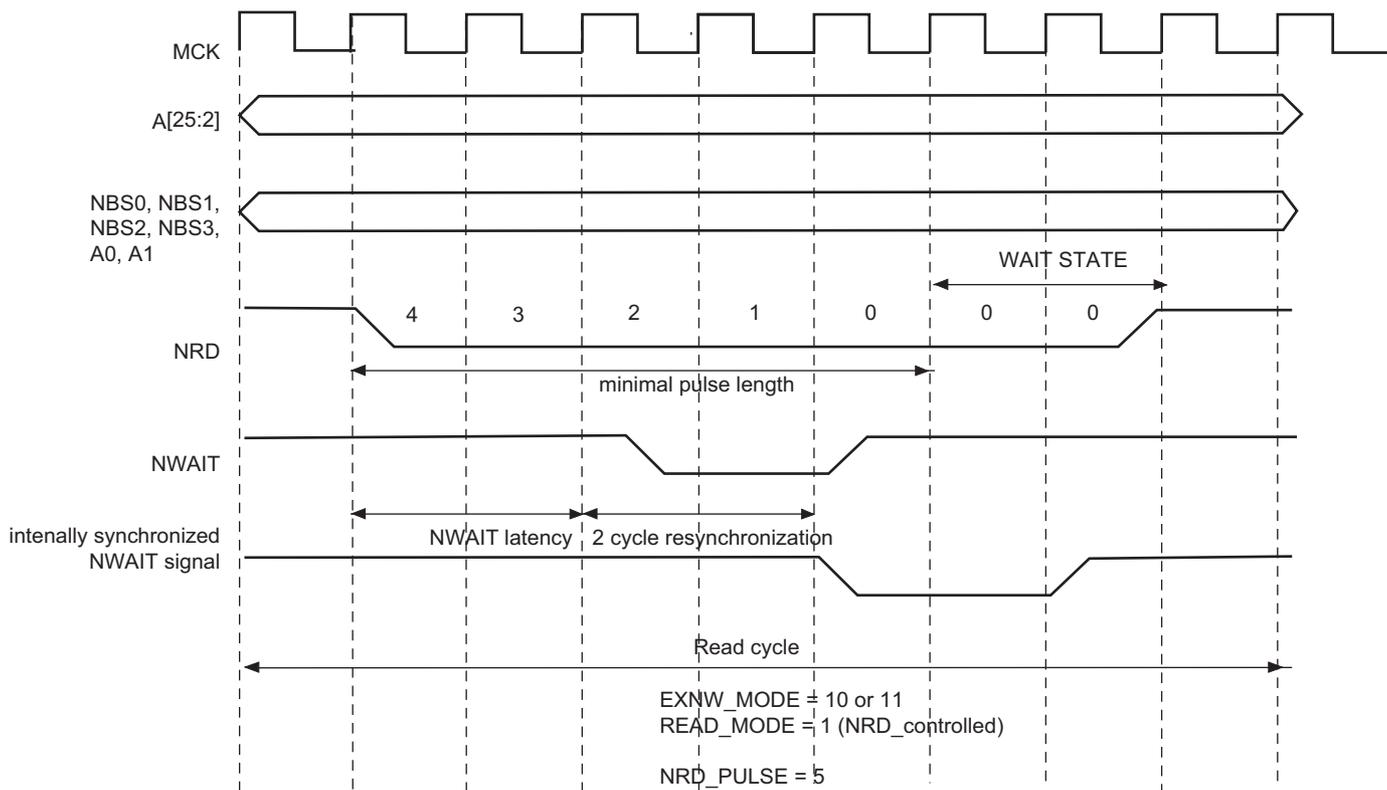 MCK
A[25:2]
NBS0, NBS1,
NBS2, NBS3,
A0, A1
WAIT STATE
4 3 2 1 0 0 0
NRD
minimal pulse length
NWAIT
NWAIT latency 2 cycle resynchronization
intenally synchronized
NWAIT signal
Read cycle
EXNW_MODE = 10 or 11
READ_MODE = 1 (NRD_controlled)
NRD_PULSE = 5